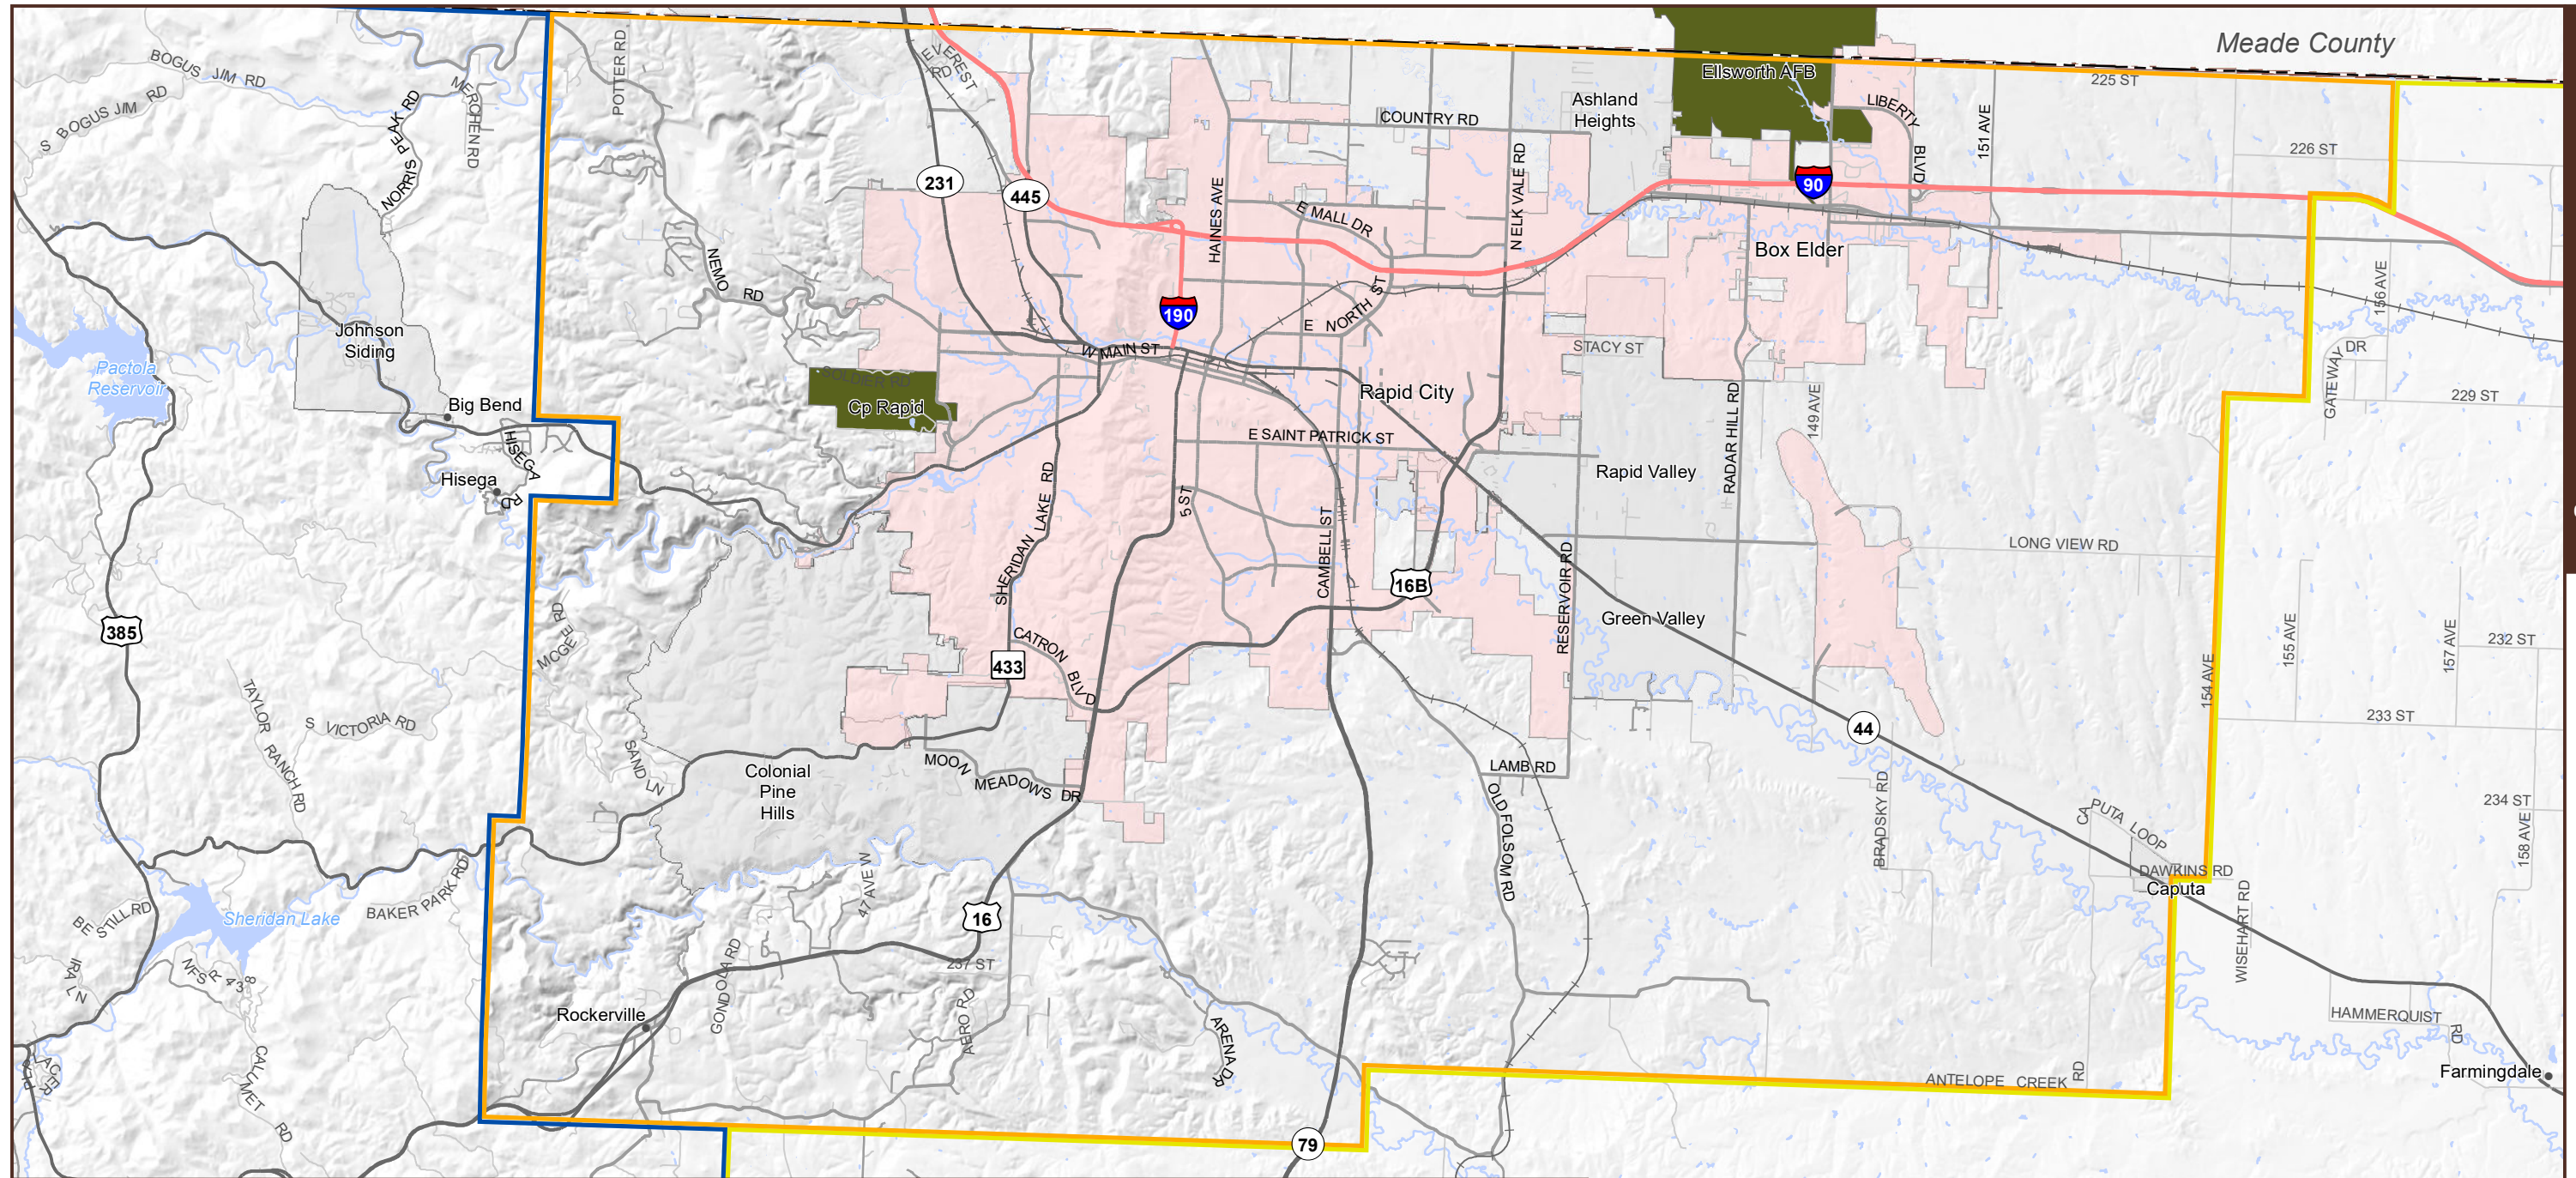 Meade County
BOGUS JIM RD
S BOGUS JIM RD
MERCHEN RD
NORRIS PEAK RD
POTTER RD
EVEREST RD
Ellsworth AFB
225 ST
LIBERTY BLVD
151 AVE
226 ST
Ashland
Heights
COUNTRY RD
231
445
90
HAINES AVE
N ELK VALE RD
E MALL DR
Box Elder
NEMO RD
190
E NORTH ST
156 AVE
Johnson
Siding
Pactola
Reservoir
W MAIN ST
STACY ST
GATEWAY DR
SOLDIER RD
Cp Rapid
Rapid City
Big Bend
149 AVE
229 ST
RADAR HILL RD
HISEGA RD
Hisega
E SAINT PATRICK ST
Rapid Valley
SHERIDAN LAKE RD
5 ST
CAMBELL ST
LONG VIEW RD
RESERVOIR RD
16B
385
MCGEE RD
Green Valley
155 AVE
157 AVE
232 ST
CATRON BLVD
433
154 AVE
TAYLOR RANCH RD
S VICTORIA RD
233 ST
44
SAND LN
MOON MEADOWS DR
LAMB RD
Colonial
Pine
Hills
OLD FOLSOM RD
BRADSKY RD
CAPUTA LOOP
234 ST
158 AVE
DAWKINS RD
Caputa
47 AVE W
BAKER PARK RD
Sheridan Lake
BE STILL RD
16
WISEHART RD
237 ST
IRA LN
NFSR 438
GONDOLA RD
Rockerville
AERO RD
ARENA DR
HAMMERQUIST RD
PLACER
CALUMET RD
ANTELOPE CREEK RD
Farmingdale
79